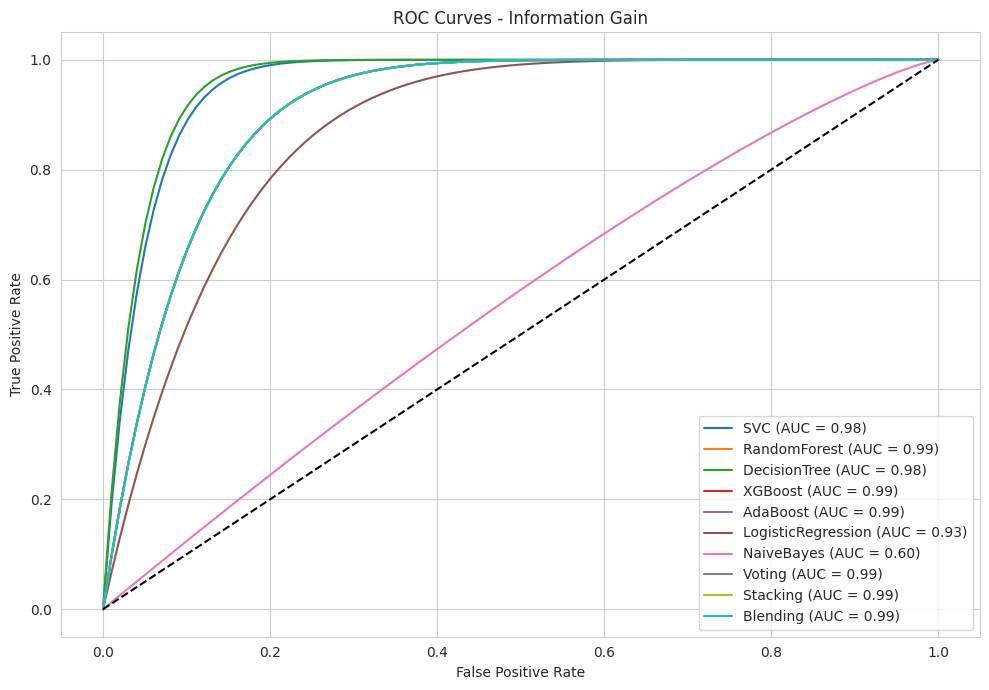 ROC Curves - Information Gain
1.0
0.8
0.6
0.4
0.2
0.0
True Positive Rate
SVC (AUC = 0.98)
RandomForest (AUC = 0.99)
DecisionTree (AUC = 0.98)
XGBoost (AUC = 0.99)
AdaBoost (AUC = 0.99)
LogisticRegression (AUC = 0.93)
NaiveBayes (AUC = 0.60)
Voting (AUC = 0.99)
Stacking (AUC = 0.99)
Blending (AUC = 0.99)
0.0 0.2 0.4 0.6 0.8 1.0
False Positive Rate